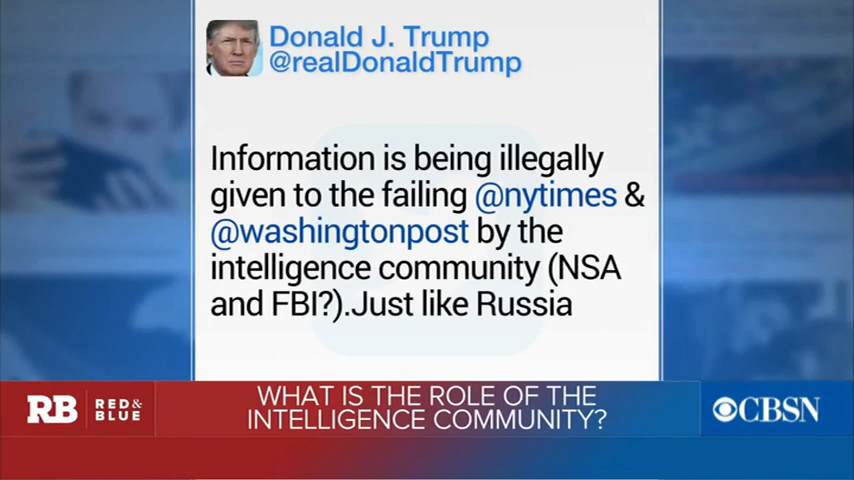 Donald J. Trump
@realDonaldTrump
Information is being illegally
given to the failing @nytimes &
@washingtonpost by the
intelligence community (NSA
and FBI?).Just like Russia
RB RED& BLUE
WHAT IS THE ROLE OF THE
INTELLIGENCE COMMUNITY?
CBSN